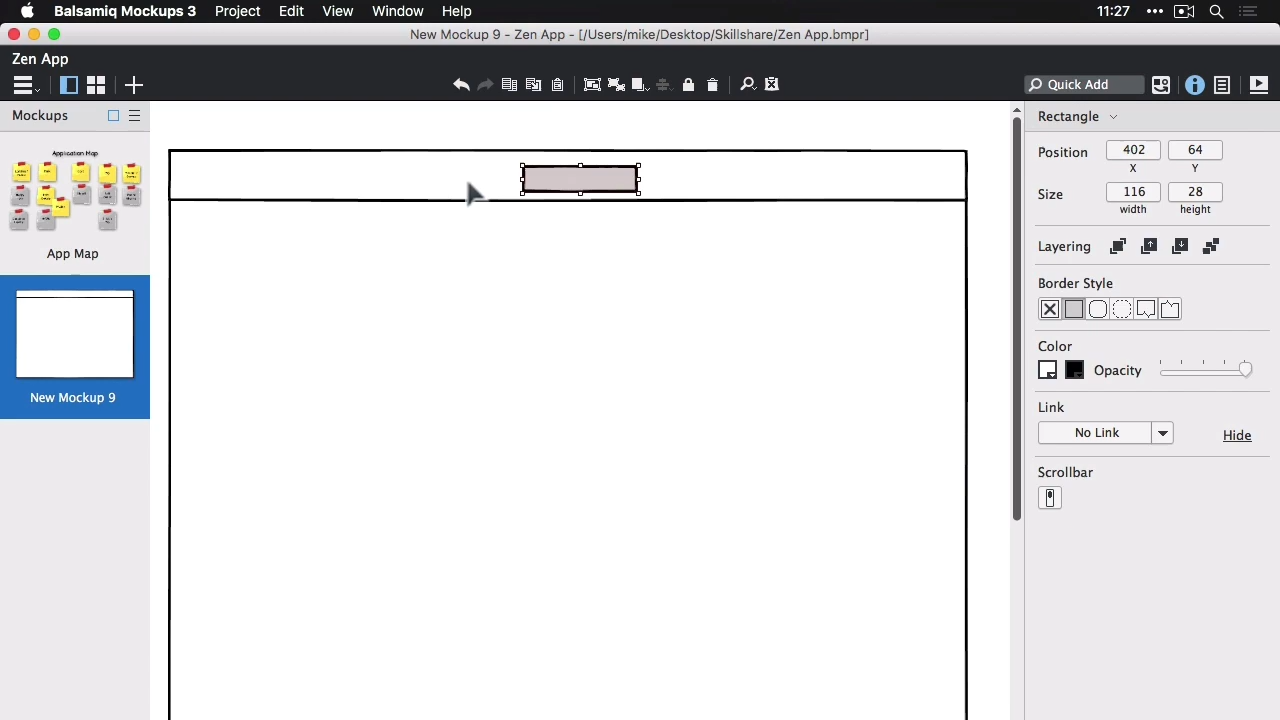 Balsamiq Mockups 3 Project Edit View Window Help 11:27
New Mockup 9 - Zen App - [/Users/mike/Desktop/Skillshare/Zen App.bmpr]
Zen App
Quick Add
Mockups
Rectangle
Application Map
App Map
New Mockup 9
Position 402 64
X Y
Size 116 28
width height
Layering
Border Style
Color
Opacity
Link
No Link Hide
Scrollbar